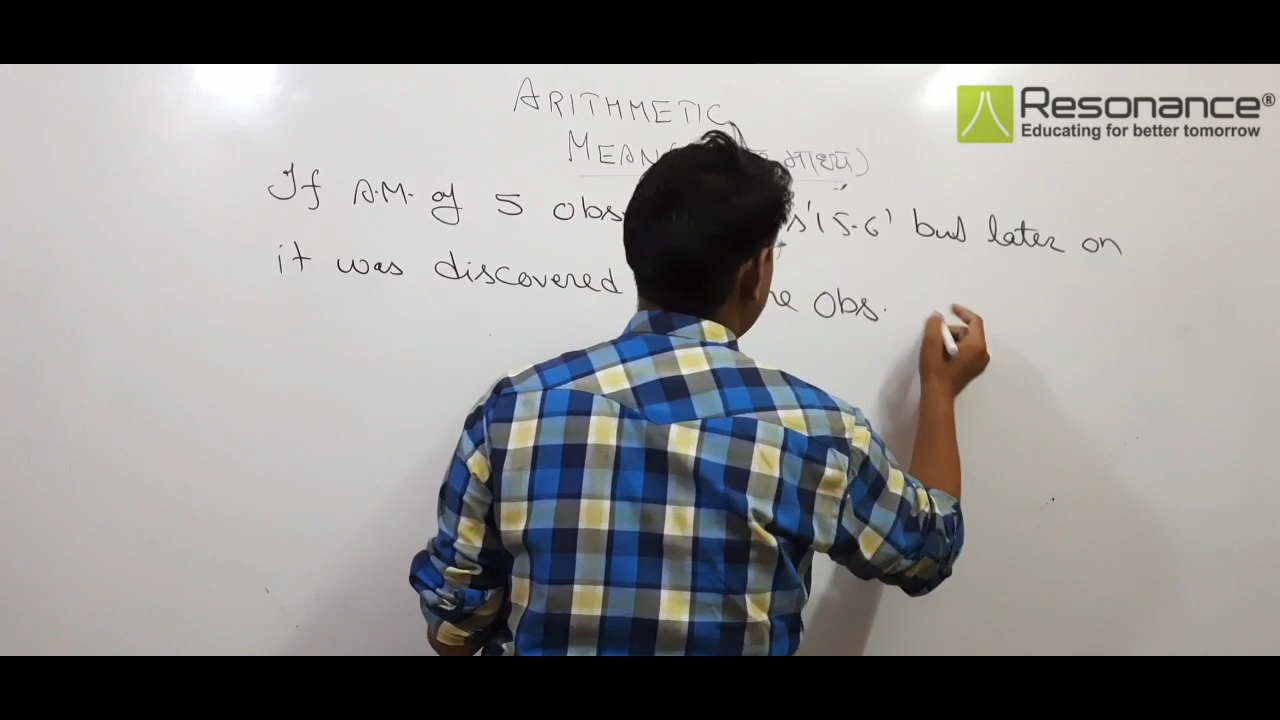 Resonance®
Educating for better tomorrow
ARITHMETIC
MEAN माध्य)
If A.M. of 5 obs '15.6' but later on
it was discovered obs.